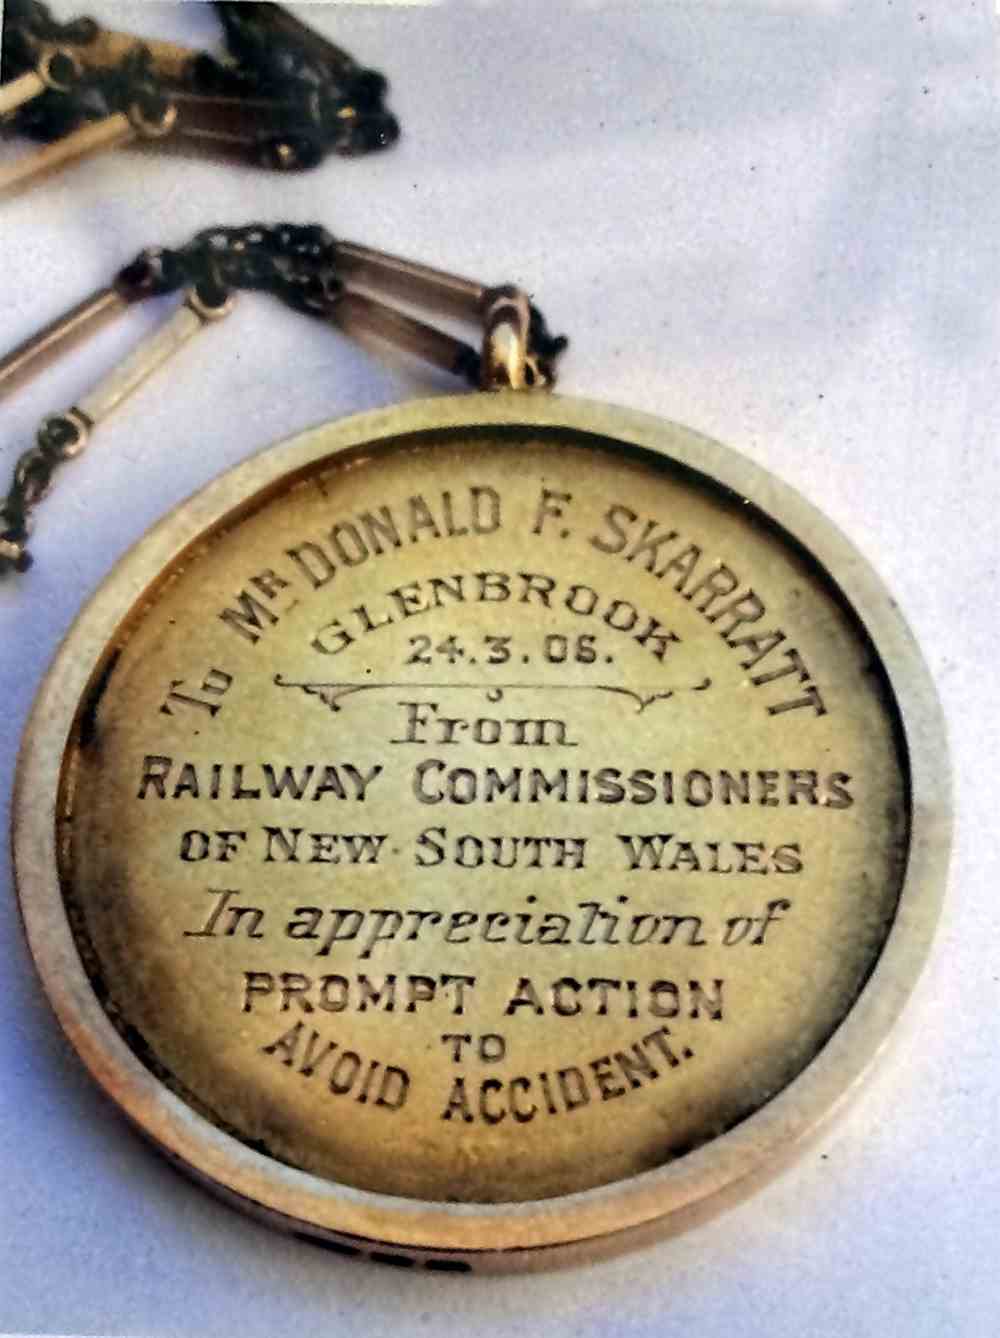 To Mr DONALD F. SKARRATT
GLENBROOK
24.3.06.
From
RAILWAY COMMISSIONERS
OF NEW SOUTH WALES
In appreciation of
PROMPT ACTION
TO
AVOID ACCIDENT.